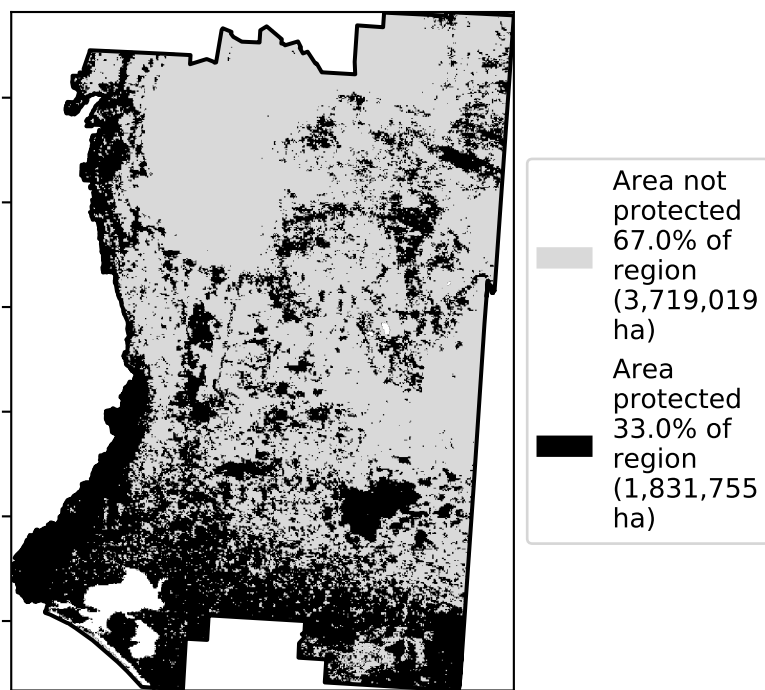 Area not
protected
67.0% of
region
(3,719,019
ha)
Area
protected
33.0% of
region
(1,831,755
ha)